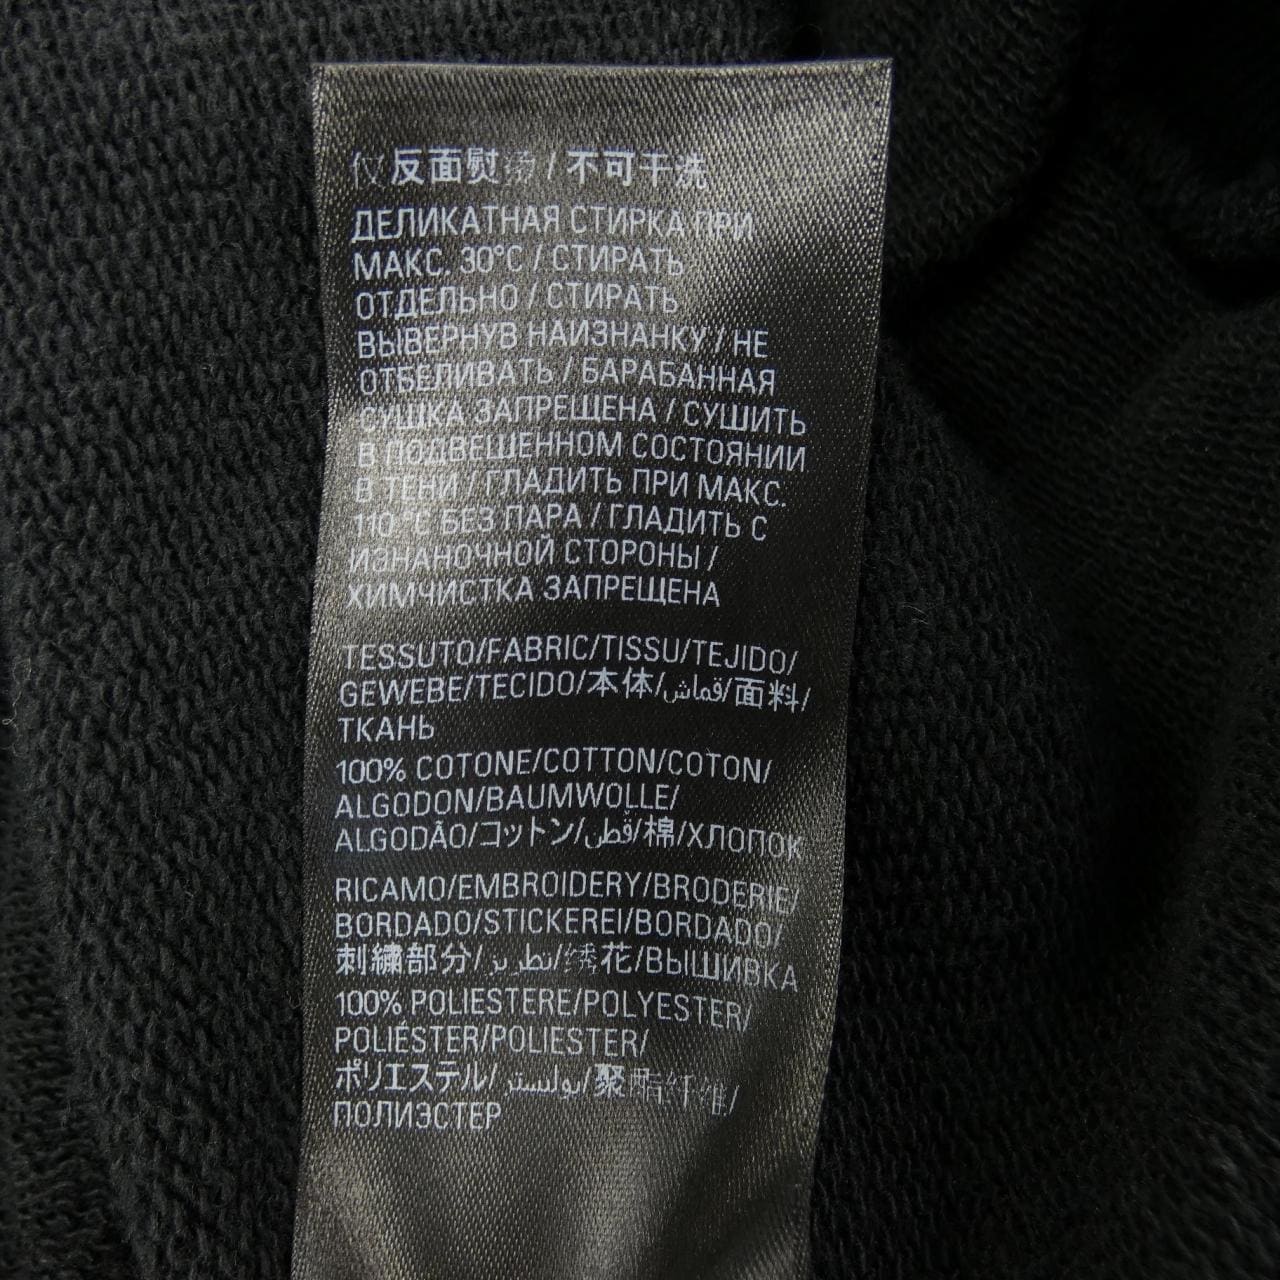 仅反面熨烫/不可干洗
ДЕЛИКАТНАЯ СТИРКА ПРИ
МАКС. 30°C / СТИРАТЬ
ОТДЕЛЬНО / СТИРАТЬ
ВЫВЕРНУВ НАИЗНАНКУ / НЕ
ОТБЕЛИВАТЬ / БАРАБАННАЯ
СУШКА ЗАПРЕЩЕНА / СУШИТЬ
В ПОДВЕШЕННОМ СОСТОЯНИИ
В ТЕНИ / ГЛАДИТЬ ПРИ МАКС.
110°C БЕЗ ПАРА / ГЛАДИТЬ С
ИЗНАНОЧНОЙ СТОРОНЫ /
ХИМЧИСТКА ЗАПРЕЩЕНА
TESSUTO/FABRIC/TISSU/TEJIDO/
GEWEBE/TECIDO/本体/قماش/面料/
ТКАНЬ
100% COTONE/COTTON/COTON/
ALGODON/BAUMWOLLE/
ALGODÃO/コットン/قطن/棉/ХЛОПОК
RICAMO/EMBROIDERY/BRODERIE/
BORDADO/STICKEREI/BORDADO/
刺繍部分/تطريز/绣花/ВЫШИВКА
100% POLIESTERE/POLYESTER/
POLIÉSTER/POLIESTER/
ポリエステル/بوليستر/聚酯纤维/
ПОЛИЭСТЕР